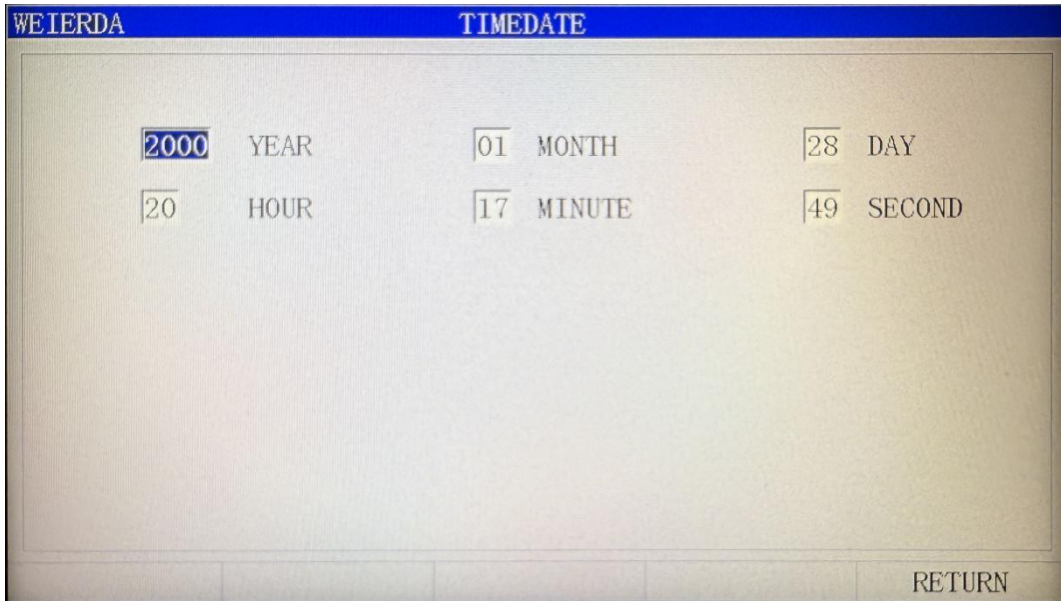 WEIERDA TIMEDATE
2000 YEAR 01 MONTH 28 DAY
20 HOUR 17 MINUTE 49 SECOND
RETURN